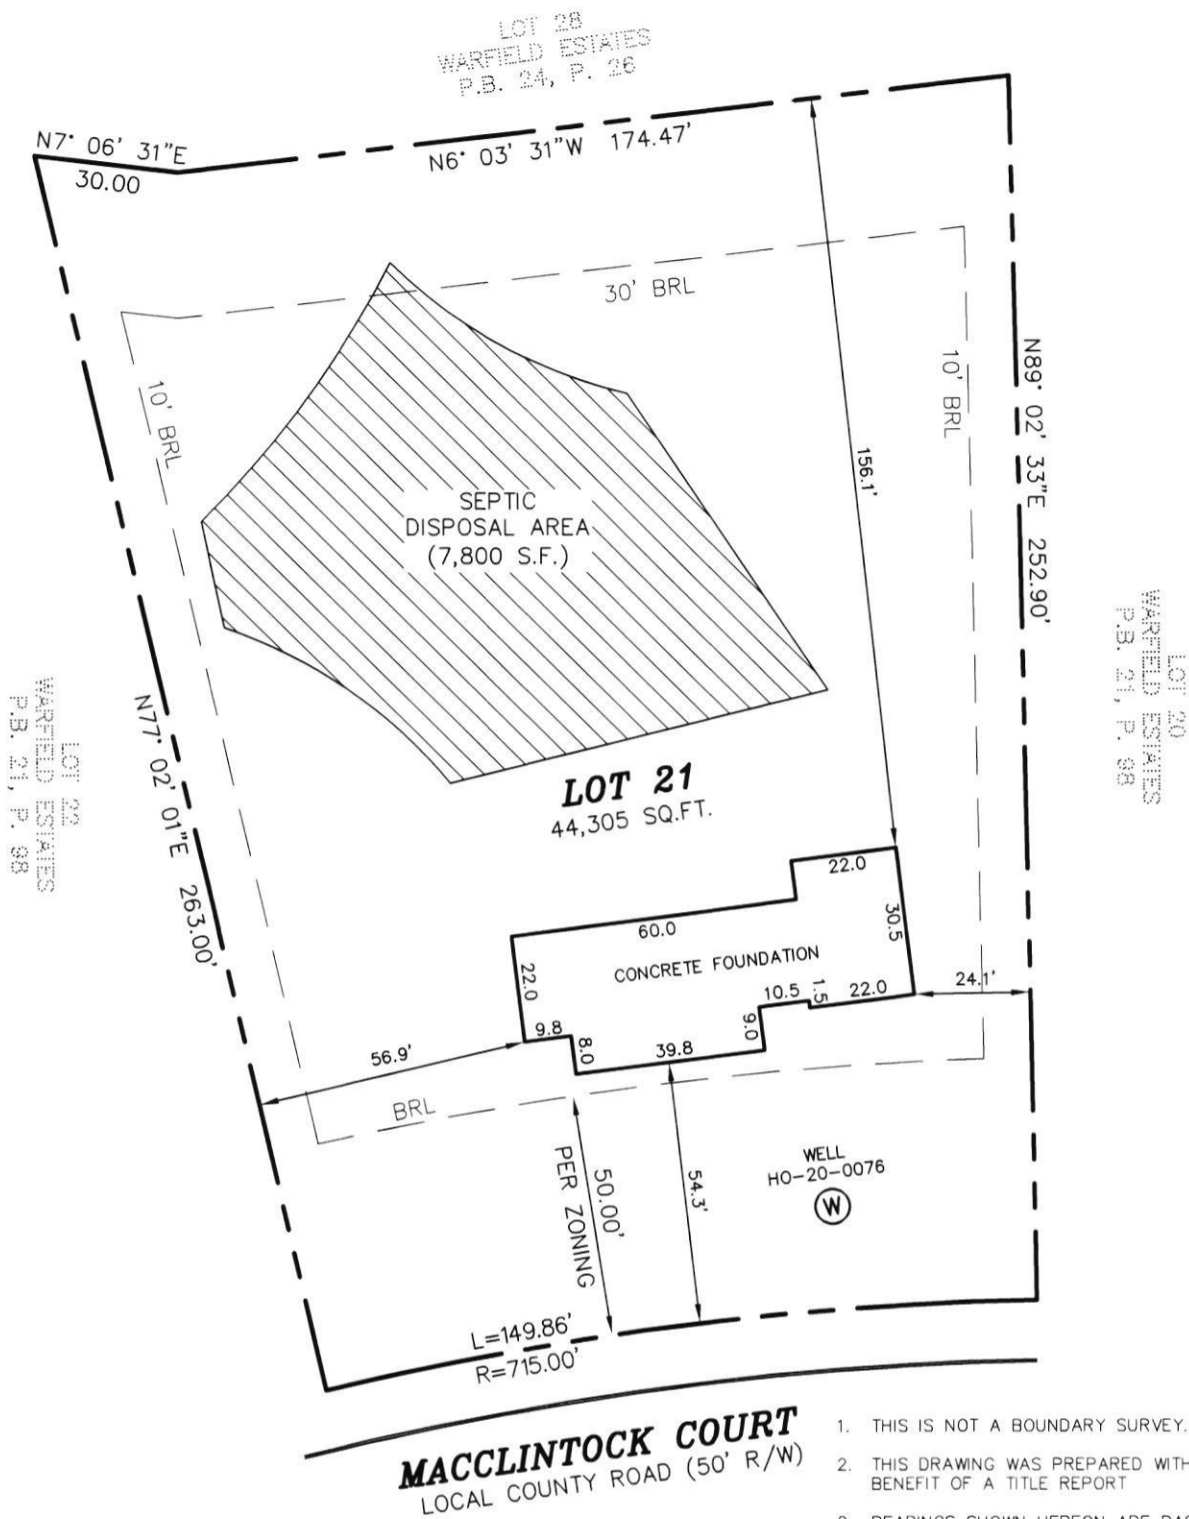 LOT 28
WARFIELD ESTATES
P.B. 24, P. 26
N7° 06' 31"E
30.00
N6° 03' 31"W 174.47'
30' BRL
10' BRL
10' BRL
N89° 02' 33"E 252.90'
156.1'
SEPTIC
DISPOSAL AREA
(7,800 S.F.)
LOT 20
WARFIELD ESTATES
P.B. 21, P. 98
LOT 22
WARFIELD ESTATES
P.B. 21, P. 98
N77° 02' 01"E 263.00'
LOT 21
44,305 SQ.FT.
22.0
60.0
30.5
CONCRETE FOUNDATION
22.0
10.5
1.5
22.0
24.1'
9.8
8.0
39.8
9.0
56.9'
BRL
50.00'
PER ZONING
54.3'
WELL
HO-20-0076
W
L=149.86'
R=715.00'
MACCLINTOCK COURT
LOCAL COUNTY ROAD (50' R/W)
1. THIS IS NOT A BOUNDARY SURVEY.
2. THIS DRAWING WAS PREPARED WITH
BENEFIT OF A TITLE REPORT
BEARINGS SHOWN HEREON ARE